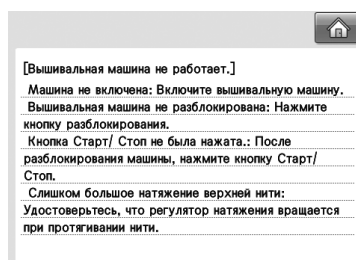 [Вышивальная машина не работает.]
Машина не включена: Включите вышивальную машину.
Вышивальная машина не разблокирована: Нажмите
кнопку разблокирования.
Кнопка Старт/ Стоп не была нажата.: После
разблокирования машины, нажмите кнопку Старт/
Стоп.
Слишком большое натяжение верхней нити:
Удостоверьтесь, что регулятор натяжения вращается
при протягивании нити.